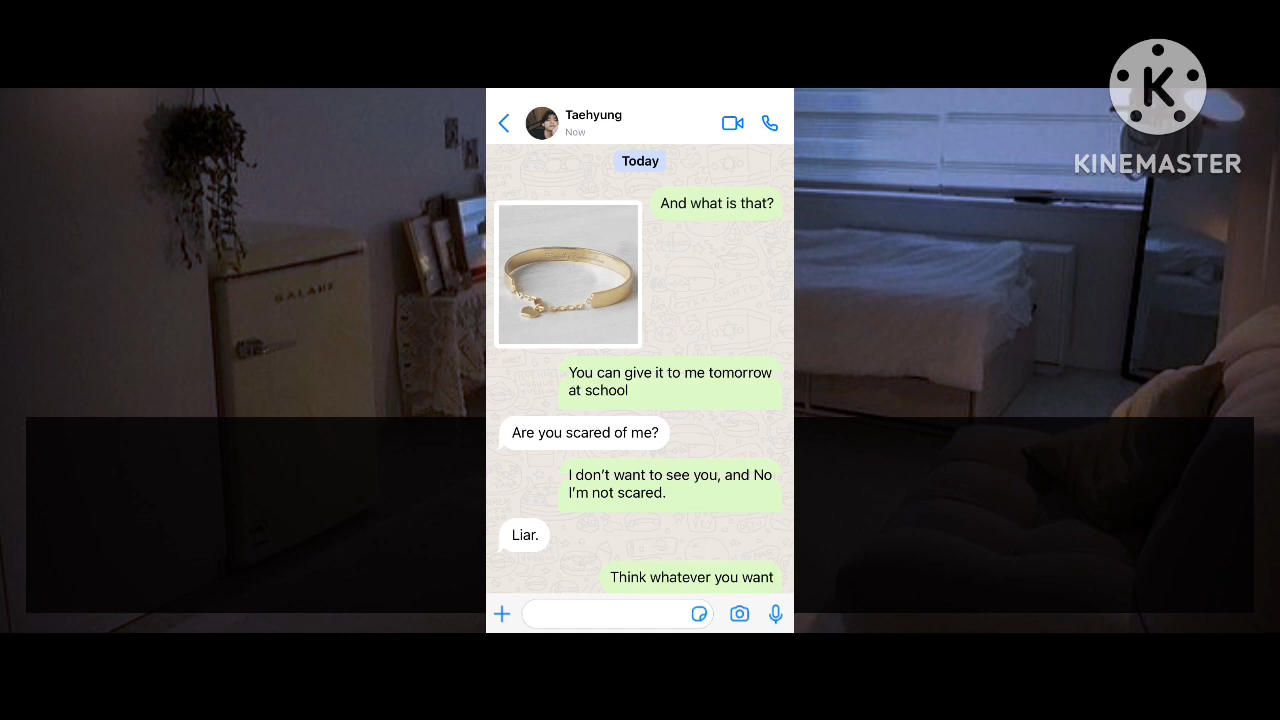 KINEMASTER
Taehyung
Now
Today
And what is that?
You can give it to me tomorrow
at school
Are you scared of me?
I don't want to see you, and No
I'm not scared.
Liar.
Think whatever you want